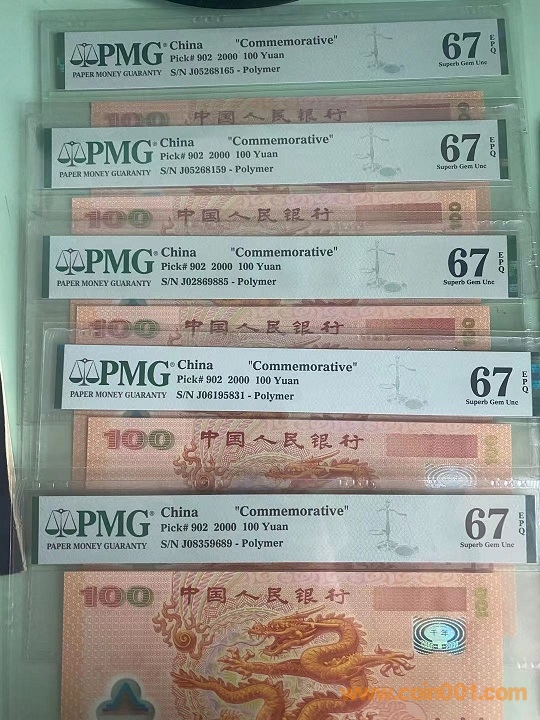 PMG
PAPER MONEY GUARANTY
China "Commemorative"
Pick# 902 2000 100 Yuan
S/N J05268165 - Polymer
67 EPQ
Superb Gem Unc
100 中国人民银行
PMG
PAPER MONEY GUARANTY
China "Commemorative"
Pick# 902 2000 100 Yuan
S/N J05268159 - Polymer
67 EPQ
Superb Gem Unc
100 中国人民银行 100
PMG
PAPER MONEY GUARANTY
China "Commemorative"
Pick# 902 2000 100 Yuan
S/N J02869885 - Polymer
67 EPQ
Superb Gem Unc
100 中国人民银行 100
PMG
PAPER MONEY GUARANTY
China "Commemorative"
Pick# 902 2000 100 Yuan
S/N J06195831 - Polymer
67 EPQ
Superb Gem Unc
100 中国人民银行 100
PMG
PAPER MONEY GUARANTY
China "Commemorative"
Pick# 902 2000 100 Yuan
S/N J08359689 - Polymer
67 EPQ
Superb Gem Unc
100 中国人民银行 100
千年
www.coin001.com